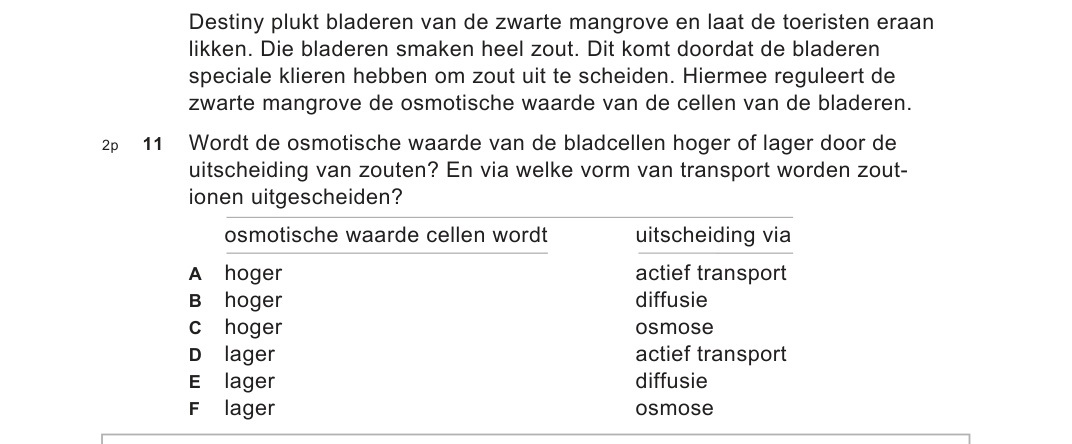 Destiny plukt bladeren van de zwarte mangrove en laat de toeristen eraan
likken. Die bladeren smaken heel zout. Dit komt doordat de bladeren
speciale klieren hebben om zout uit te scheiden. Hiermee reguleert de
zwarte mangrove de osmotische waarde van de cellen van de bladeren.
2p 11 Wordt de osmotische waarde van de bladcellen hoger of lager door de
uitscheiding van zouten? En via welke vorm van transport worden zout-
ionen uitgescheiden?
osmotische waarde cellen wordt uitscheiding via
A hoger actief transport
B hoger diffusie
C hoger osmose
D lager actief transport
E lager diffusie
F lager osmose